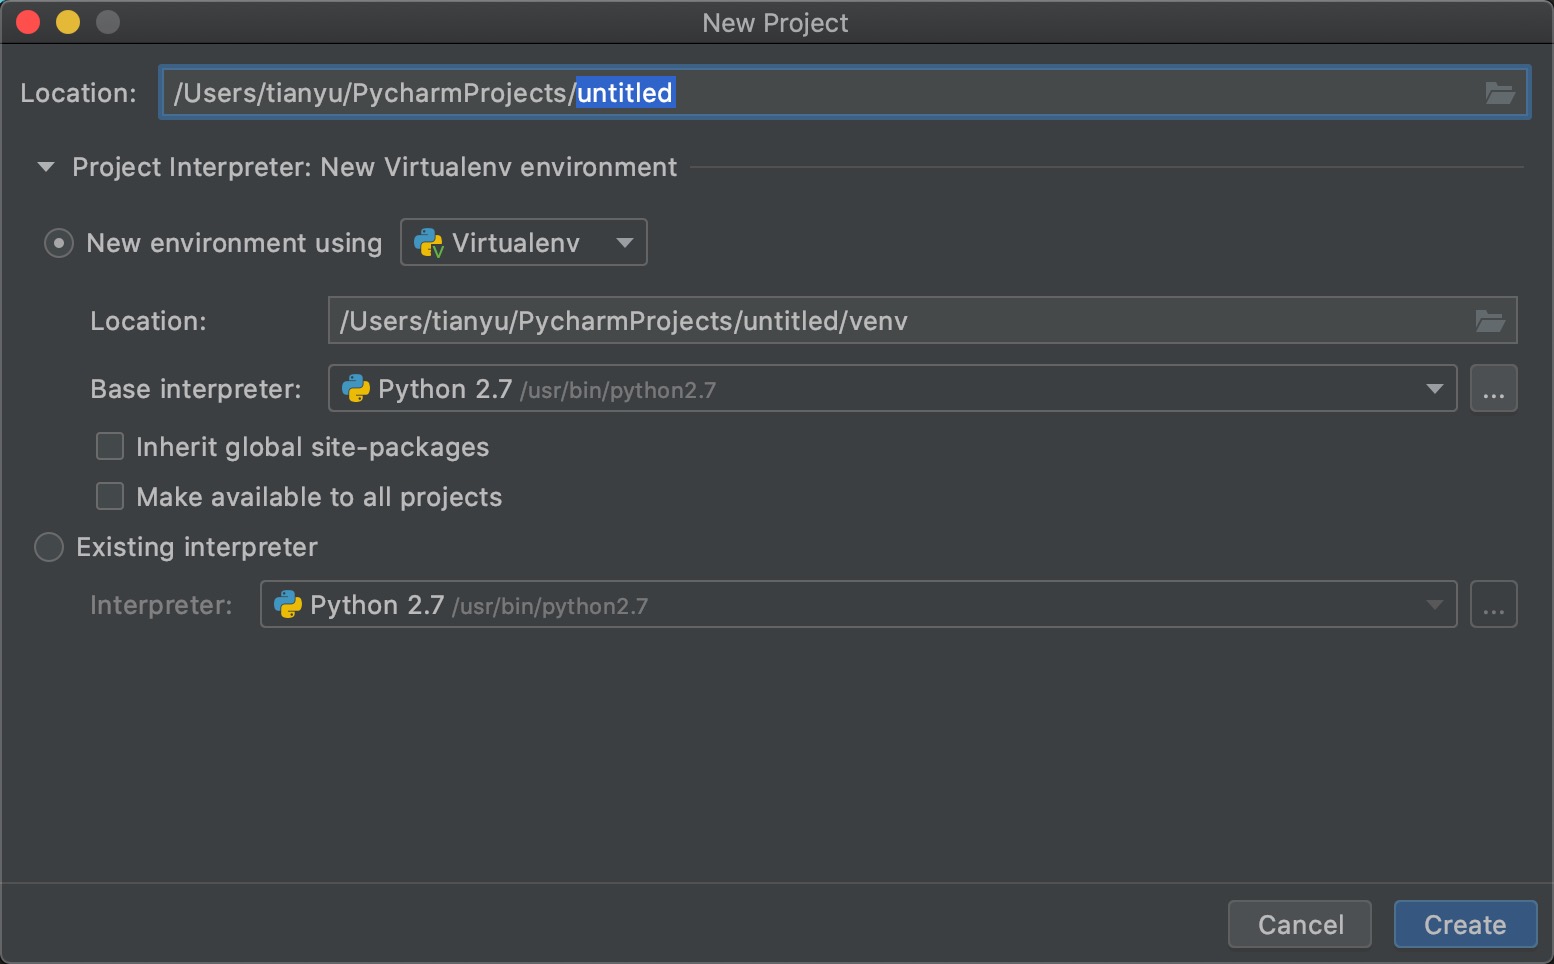 New Project
Location: /Users/tianyu/PycharmProjects/untitled
Project Interpreter: New Virtualenv environment
New environment using Virtualenv
Location: /Users/tianyu/PycharmProjects/untitled/venv
Base interpreter: Python 2.7 /usr/bin/python2.7 ...
Inherit global site-packages
Make available to all projects
Existing interpreter
Interpreter: Python 2.7 /usr/bin/python2.7 ...
Cancel Create